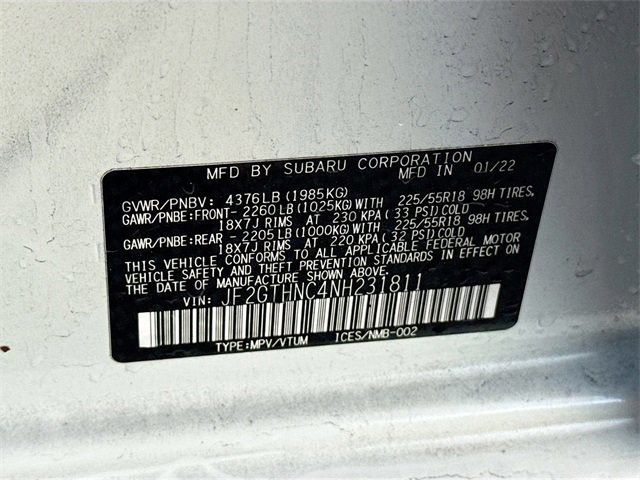 MFD BY SUBARU CORPORATION MFD IN 01/22
GVWR/PNBV: 4376LB (1985KG)
GAWR/PNBE:FRONT-2260LB (1025KG)WITH 225/55R18 98H TIRES,
18X7J RIMS AT 230 KPA (33 PSI)COLD
GAWR/PNBE:REAR -2205LB (1000KG)WITH 225/55R18 98H TIRES,
18X7J RIMS AT 220 KPA (32 PSI)COLD
THIS VEHICLE CONFORMS TO ALL APPLICABLE FEDERAL MOTOR
VEHICLE SAFETY AND THEFT PREVENTION STANDARDS IN EFFECT ON
THE DATE OF MANUFACTURE SHOWN ABOVE.
VIN: JF2GTHNC4NH231811
TYPE:MPV/VTUM ICES/NMB-002